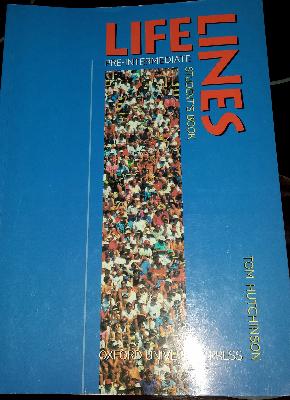 LIFE
LINES
PRE-INTERMEDIATE
STUDENT'S BOOK
TOM HUTCHINSON
OXFORD UNIVERSITY PRESS